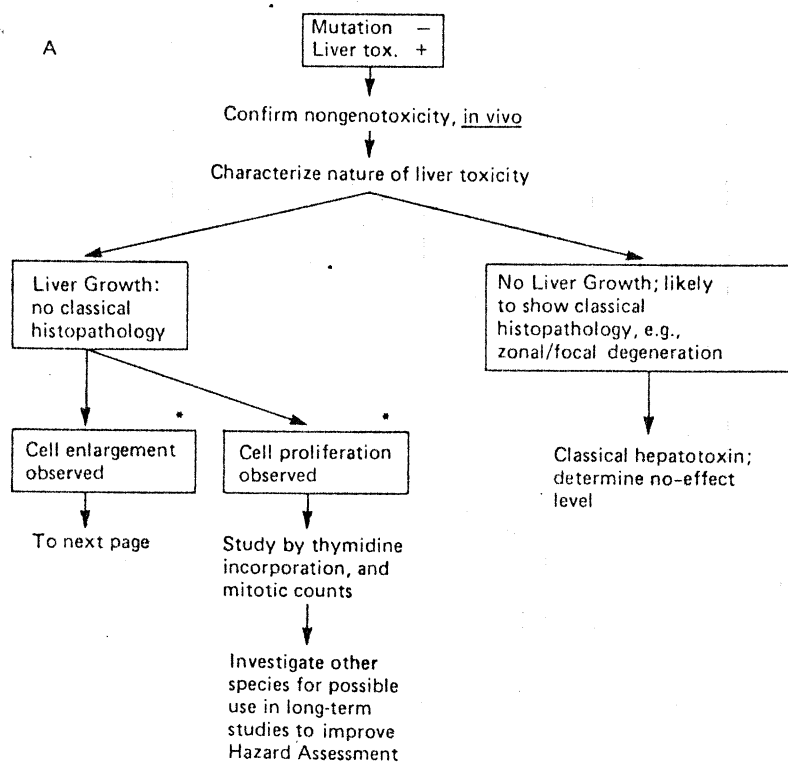 A
Mutation −
Liver tox. +
Confirm nongenotoxicity, in vivo
Characterize nature of liver toxicity
Liver Growth:
no classical
histopathology
No Liver Growth; likely
to show classical
histopathology, e.g.,
zonal/focal degeneration
*
*
Cell enlargement
observed
Cell proliferation
observed
Classical hepatotoxin;
determine no-effect
level
To next page
Study by thymidine
incorporation, and
mitotic counts
Investigate other
species for possible
use in long-term
studies to improve
Hazard Assessment